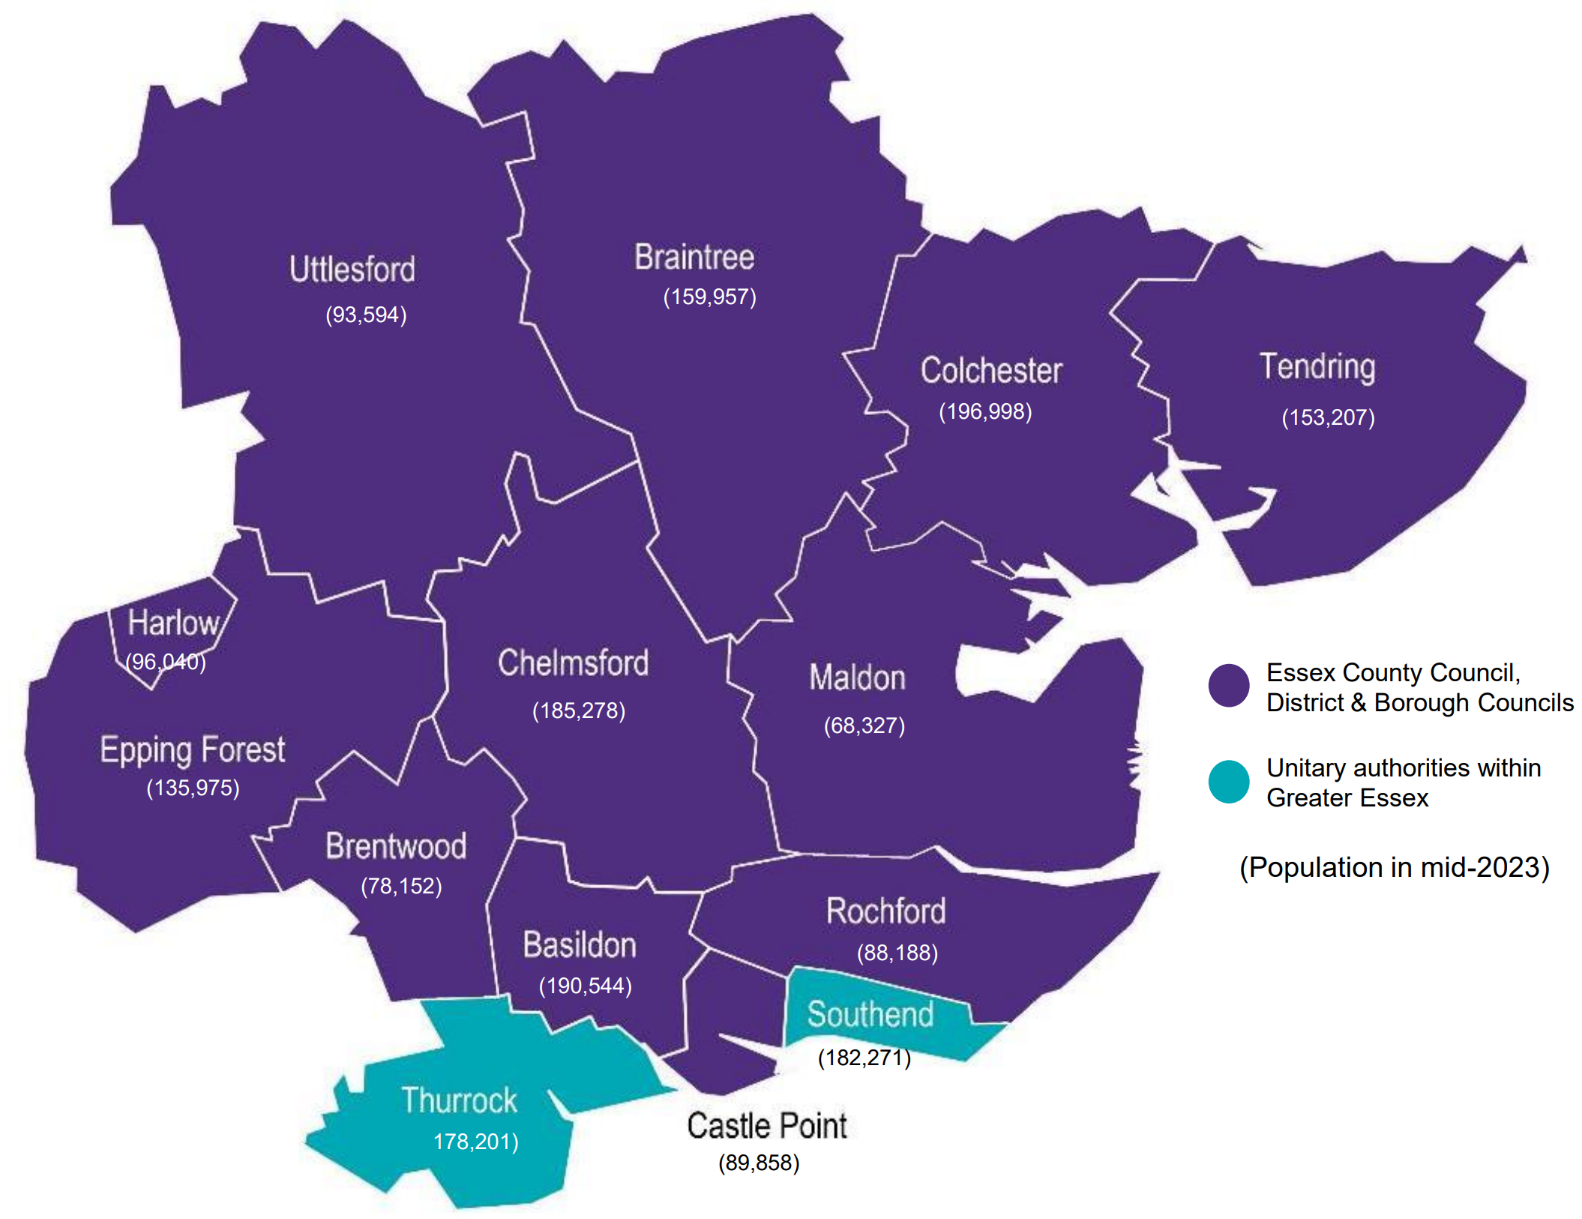 Uttlesford
(93,594)
Braintree
(159,957)
Colchester
(196,998)
Tendring
(153,207)
Harlow
(96,040)
Epping Forest
(135,975)
Chelmsford
(185,278)
Maldon
(68,327)
Brentwood
(78,152)
Basildon
(190,544)
Rochford
(88,188)
Southend
(182,271)
Thurrock
178,201)
Castle Point
(89,858)
Essex County Council,
District & Borough Councils
Unitary authorities within
Greater Essex
(Population in mid-2023)